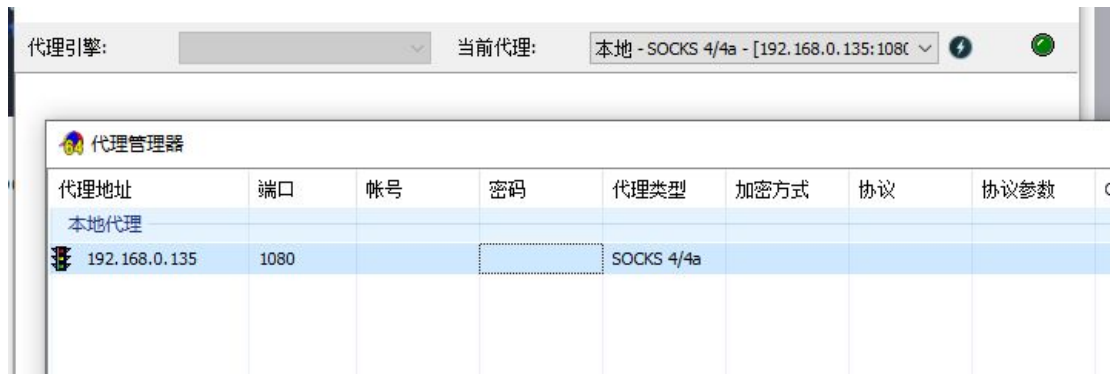 代理引擎: 当前代理: 本地 - SOCKS 4/4a - [192.168.0.135:108
代理管理器
代理地址 端口 帐号 密码 代理类型 加密方式 协议 协议参数
本地代理
192.168.0.135 1080 SOCKS 4/4a